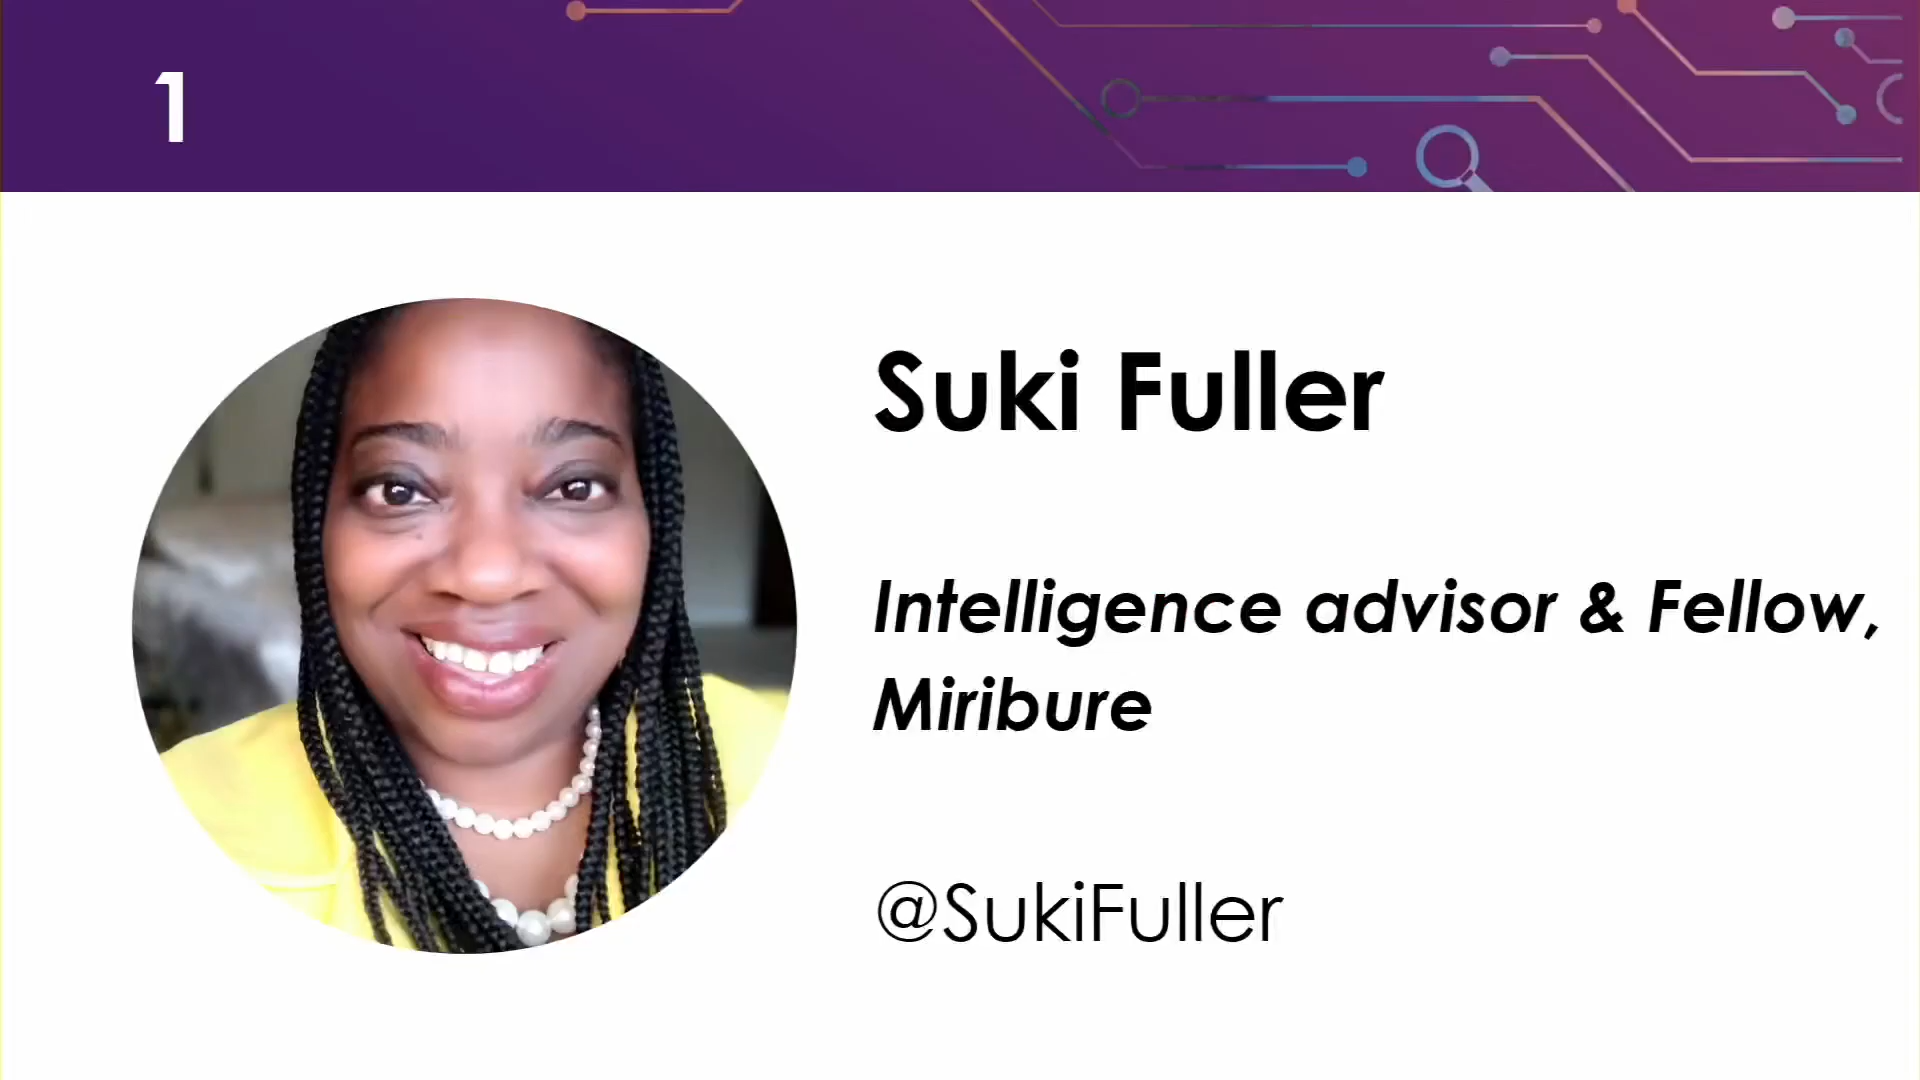 1
Suki Fuller
Intelligence advisor & Fellow,
Miribure
@SukiFuller